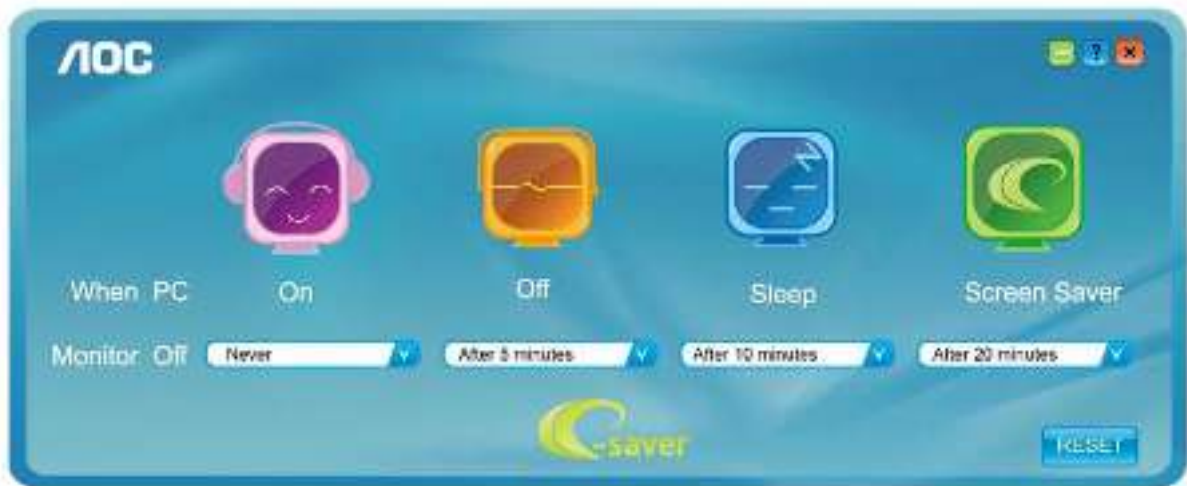 AOC
?
When PC On Off Sleep Screen Saver
Monitor Off Never After 5 minutes After 10 minutes After 20 minutes
e-saver
RESET